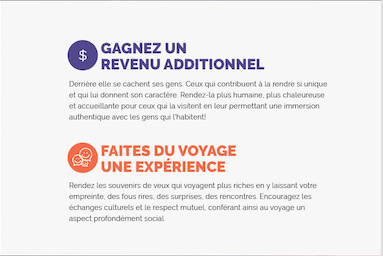 $
GAGNEZ UN
REVENU ADDITIONNEL
Derrière elle se cachent ses gens. Ceux qui contribuent à la rendre si unique
et qui lui donnent son caractère. Rendez-la plus humaine, plus chaleureuse
et accueillante pour ceux qui la visitent en leur permettant une immersion
authentique avec les gens qui l'habitent!
FAITES DU VOYAGE
UNE EXPÉRIENCE
Rendez les souvenirs de veux qui voyagent plus riches en y laissant votre
empreinte; des fous rires, des surprises, des rencontres. Encouragez les
échanges culturels et le respect mutuel, conférant ainsi au voyage un
aspect profondément social.